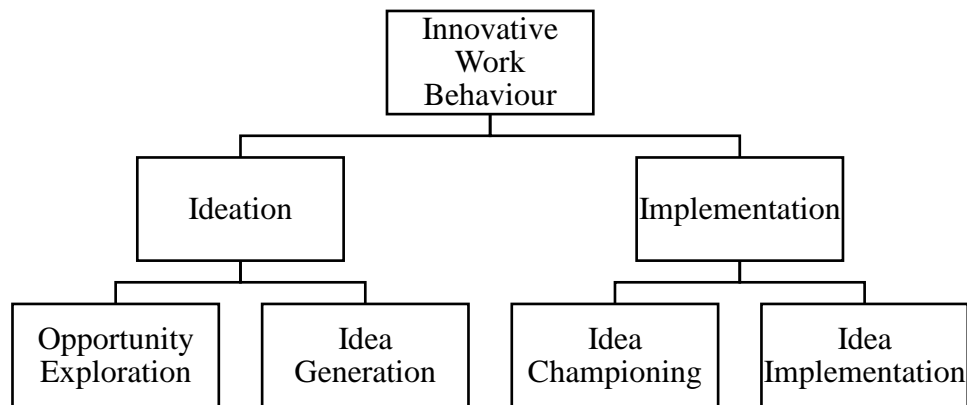 Innovative
Work
Behaviour
Ideation
Implementation
Opportunity
Exploration
Idea
Generation
Idea
Championing
Idea
Implementation